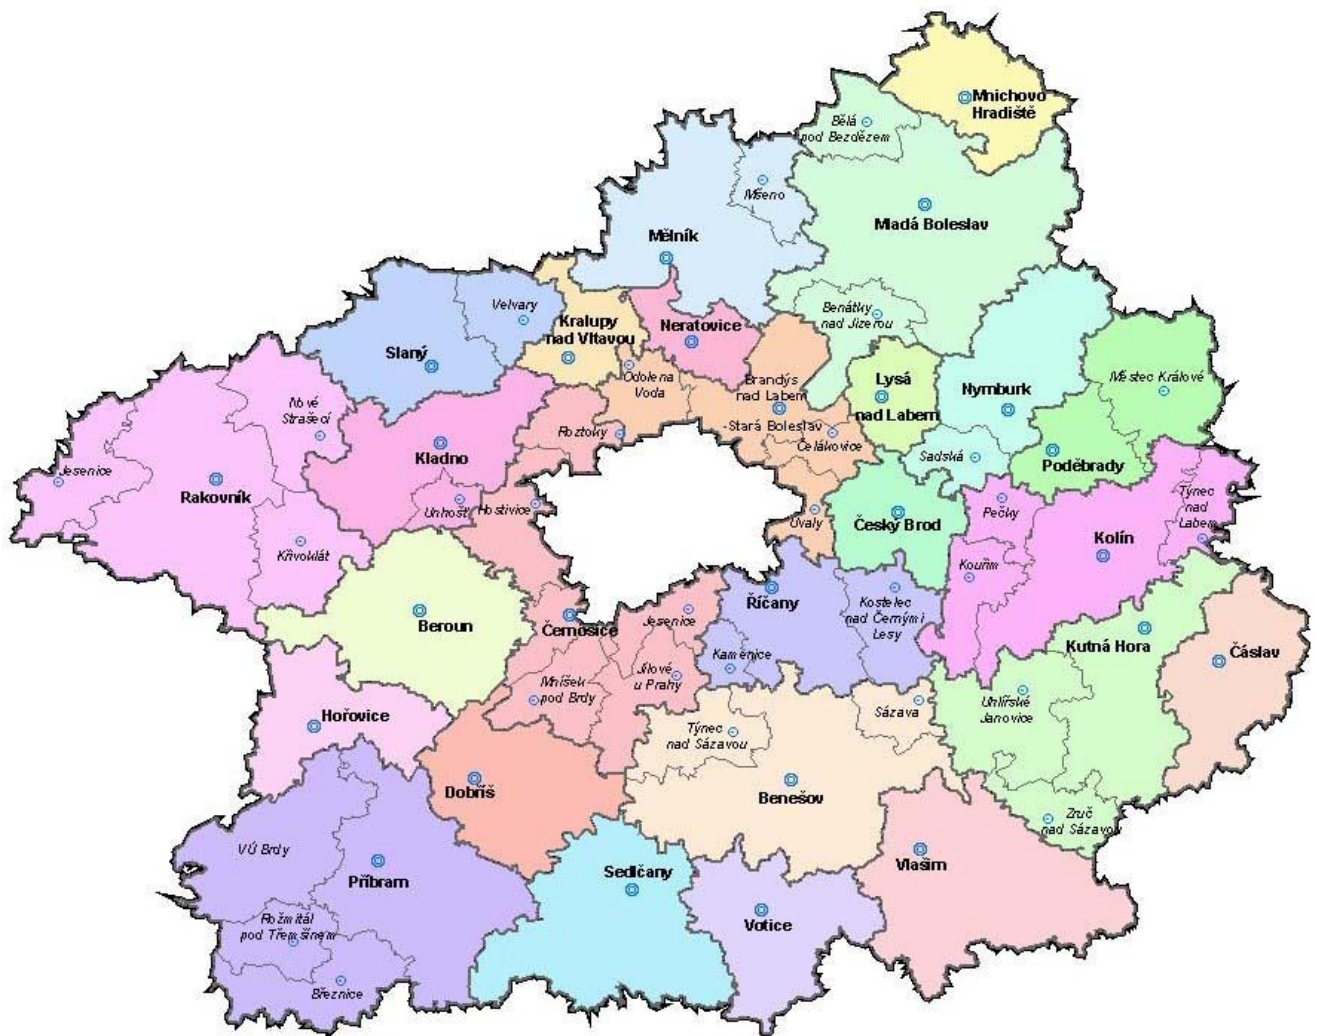 Mnichovo
Hradiště
Bělá
pod Bezdězem
Mšeno
Mladá Boleslav
Mělník
Velvary
Benátky
nad Jizerou
Kralupy
nad Vltavou
Neratovice
Slaný
Odolena
Voda
Brandýs
nad Labem
-Stará Boleslav
Lysá
nad Labem
Nymburk
Městec Králové
Nové
Strašecí
Roztoky
Čelákovice
Sadská
Poděbrady
Jesenice
Rakovník
Kladno
Unhošť
Hostivice
Úvaly
Český Brod
Pečky
Týnec
nad
Labem
Kolín
Křivoklát
Kouřim
Beroun
Černošice
Jesenice
Říčany
Kostelec
nad Černými
Lesy
Kutná Hora
Čáslav
Kamenice
Jílové
u Prahy
Mníšek
pod Brdy
Uhlířské
Janovice
Sázava
Hořovice
Týnec
nad Sázavou
Dobříš
Benešov
Zruč
nad Sázavou
VÚ Brdy
Příbram
Sedlčany
Vlašim
Votice
Rožmitál
pod Třemšínem
Březnice